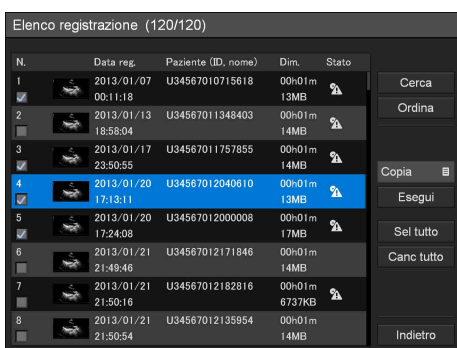 Elenco registrazione (120/120)
N. Data reg. Paziente (ID, nome) Dim. Stato
1 2013/01/07 U34567010715618 00h01m
00:11:18 13MB
2 2013/01/13 U34567011348403 00h01m
18:58:04 14MB
3 2013/01/17 U34567011757855 00h01m
23:50:55 14MB
4 2013/01/20 U34567012040610 00h01m
17:13:11 13MB
5 2013/01/20 U34567012000008 00h01m
17:24:08 17MB
6 2013/01/21 U34567012171846 00h01m
21:49:46 14MB
7 2013/01/21 U34567012182816 00h01m
21:50:16 6737KB
8 2013/01/21 U34567012135954 00h01m
21:50:54 14MB
Cerca
Ordina
Copia
Esegui
Sel tutto
Canc tutto
Indietro